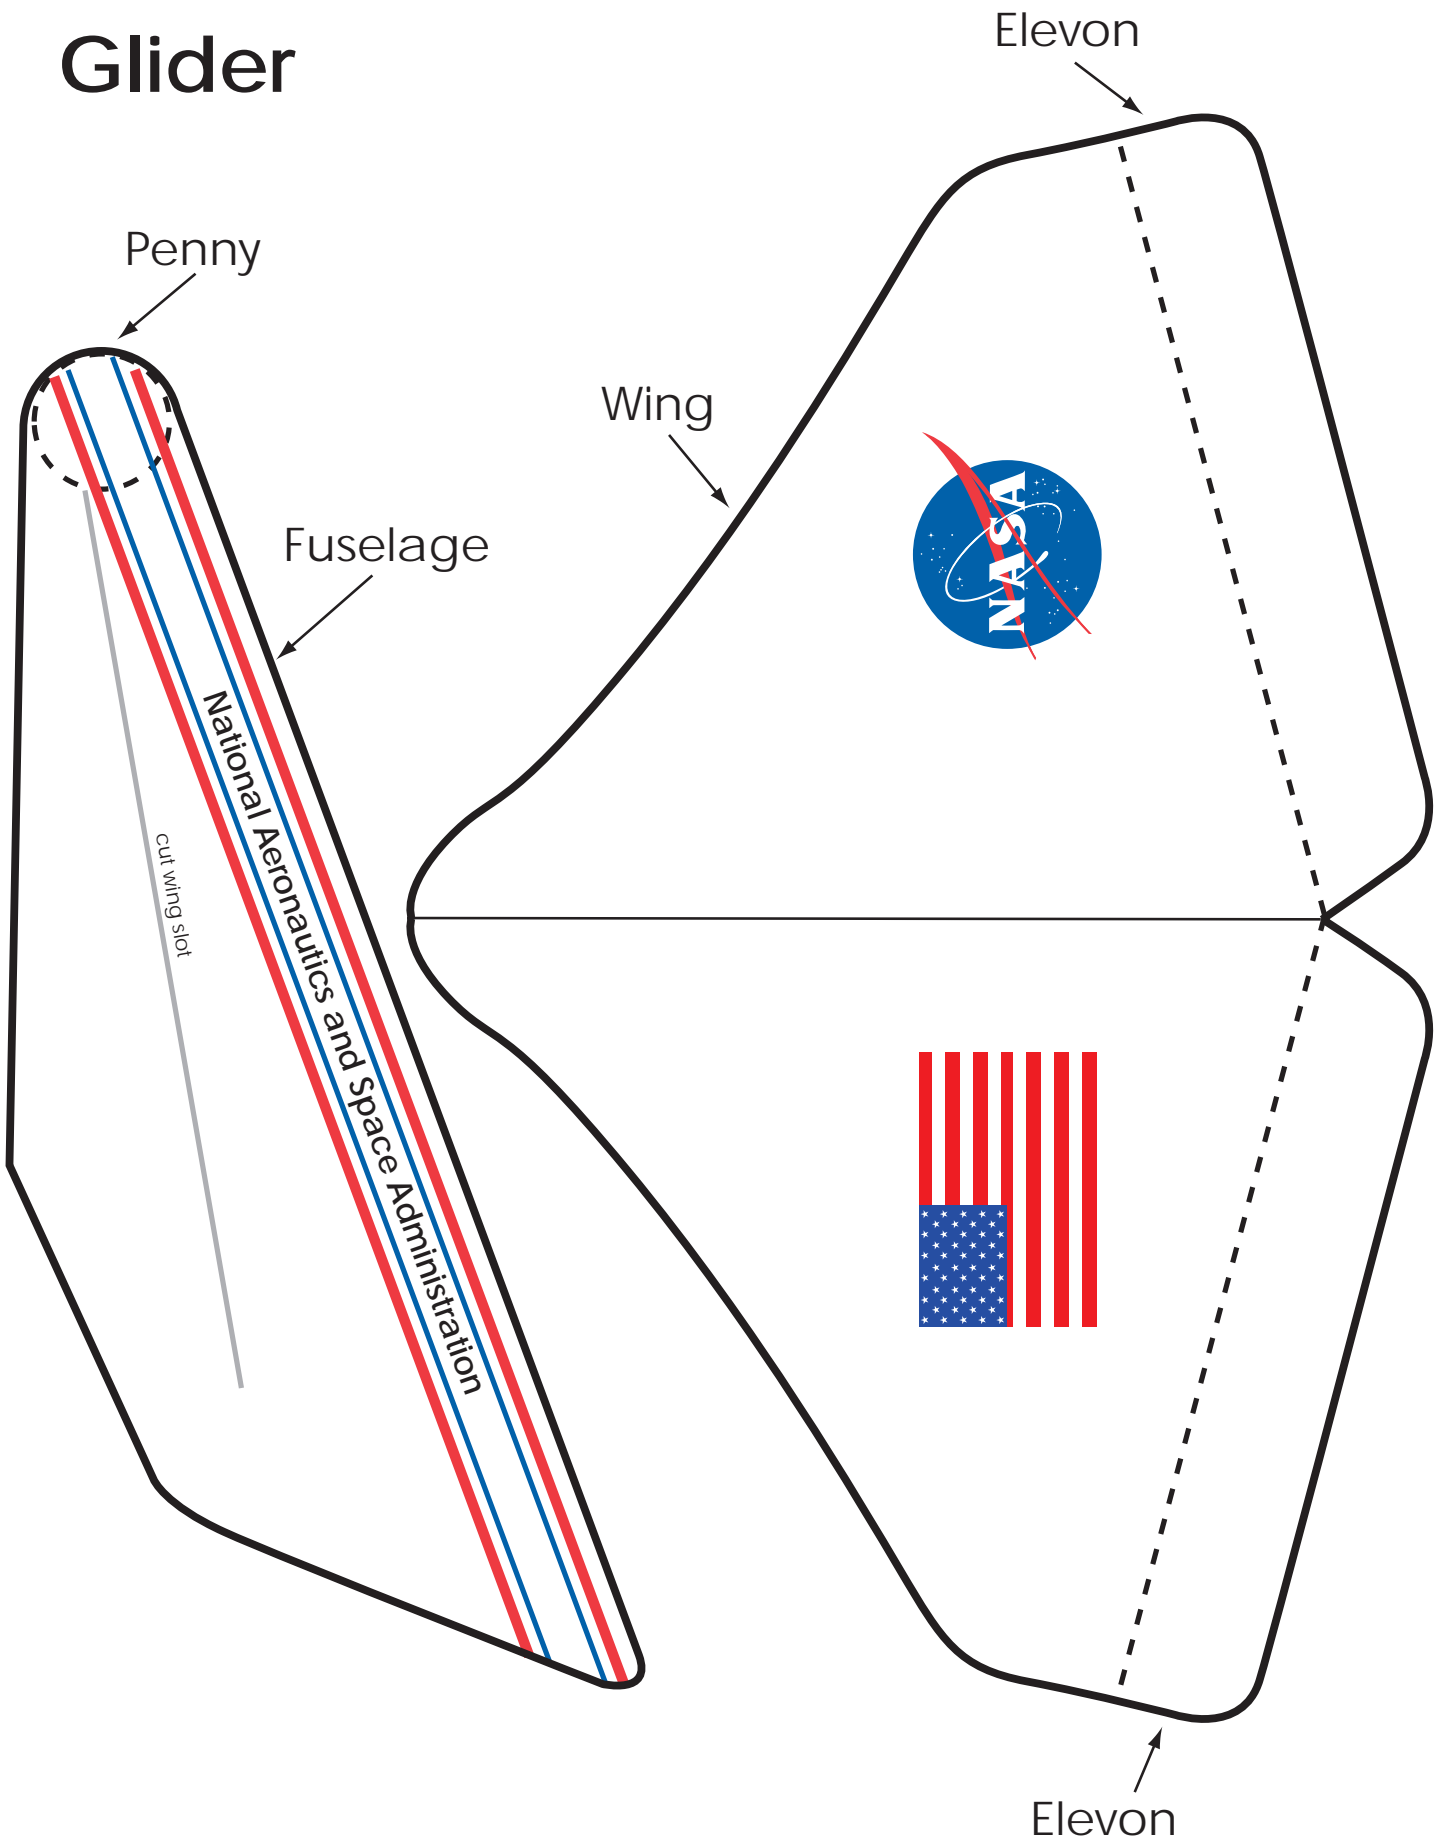 Glider
Elevon
Penny
Wing
Fuselage
NASA
National Aeronautics and Space Administration
cut wing slot
Elevon